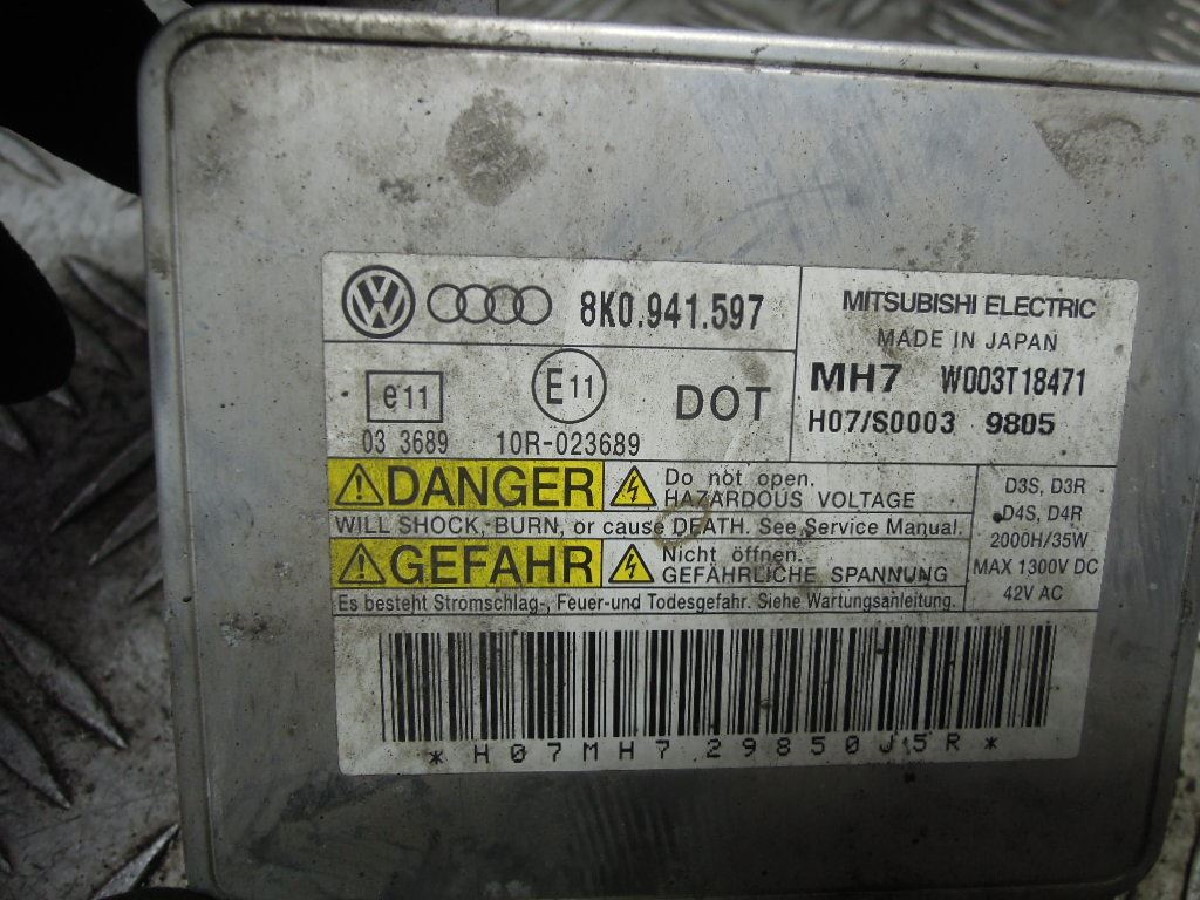 VW 8K0.941.597
e11 E11 DOT
03 3689 10R-023689
MITSUBISHI ELECTRIC
MADE IN JAPAN
MH7 W003T18471
H07/S0003 9805
DANGER Do not open.
HAZARDOUS VOLTAGE
WILL SHOCK, BURN, or cause DEATH. See Service Manual.
GEFAHR Nicht öffnen.
GEFÄHRLICHE SPANNUNG
Es besteht Stromschlag-, Feuer-und Todesgefahr. Siehe Wartungsanleitung.
D3S, D3R
D4S, D4R
2000H/35W
MAX 1300V DC
42V AC
*H07MH729850J5R*